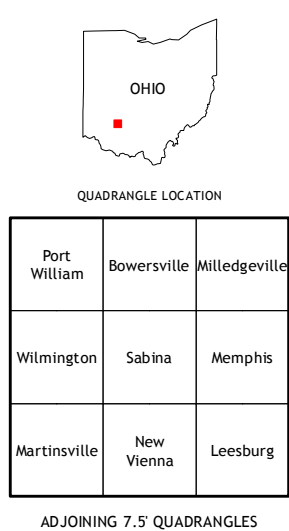 OHIO
QUADRANGLE LOCATION
Port
William
Bowersville
Milledgeville
Wilmington
Sabina
Memphis
Martinsville
New
Vienna
Leesburg
ADJOINING 7.5' QUADRANGLES